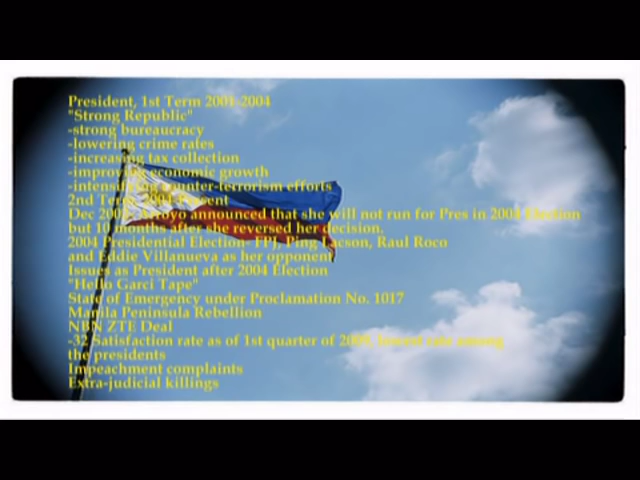 President, 1st Term 2001-2004
"Strong Republic"
-strong bureaucracy
-lowering crime rates
-increasing tax collection
-improving economic growth
-intensifying counter-terrorism efforts
2nd Term, 2004-Present
Dec 2002, Arroyo announced that she will not run for Pres in 2004 Election
but 10 months after she reversed her decision.
2004 Presidential Election- FPJ, Ping Lacson, Raul Roco
and Eddie Villanueva as her opponent
Issues as President after 2004 Election
"Hello Garci Tape"
State of Emergency under Proclamation No. 1017
Manila Peninsula Rebellion
NBN ZTE Deal
-32 Satisfaction rate as of 1st quarter of lowest rate among
the presidents
Impeachment complaints
Extra-judicial killings